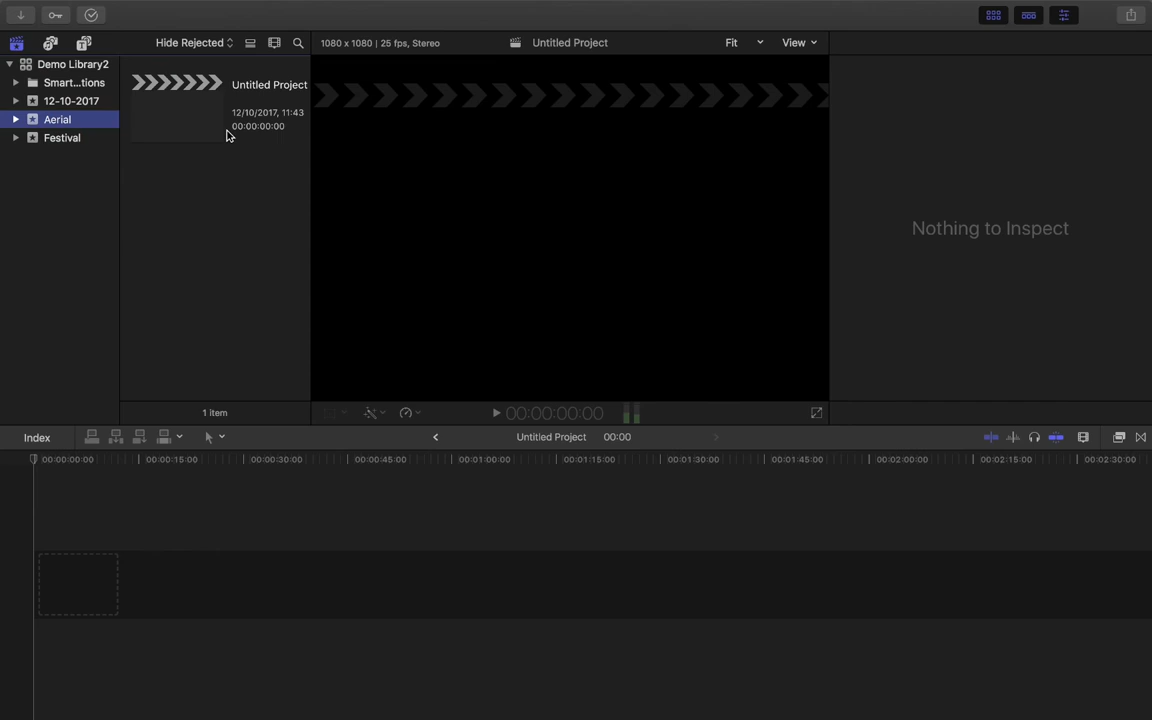 Hide Rejected
1080 x 1080 | 25 fps, Stereo
Untitled Project
Fit
View
Demo Library2
Smart...tions
12-10-2017
Aerial
Festival
Untitled Project
12/10/2017, 11:43
00:00:00:00
Nothing to Inspect
1 item
00:00:00:00
Index
Untitled Project
00:00
00:00:00:00
00:00:15:00
00:00:30:00
00:00:45:00
00:01:00:00
00:01:15:00
00:01:30:00
00:01:45:00
00:02:00:00
00:02:15:00
00:02:30:00